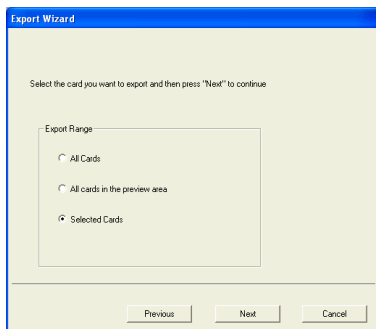 Export Wizard
Select the card you want to export and then press "Next" to continue
Export Range
All Cards
All cards in the preview area
Selected Cards
Previous Next Cancel